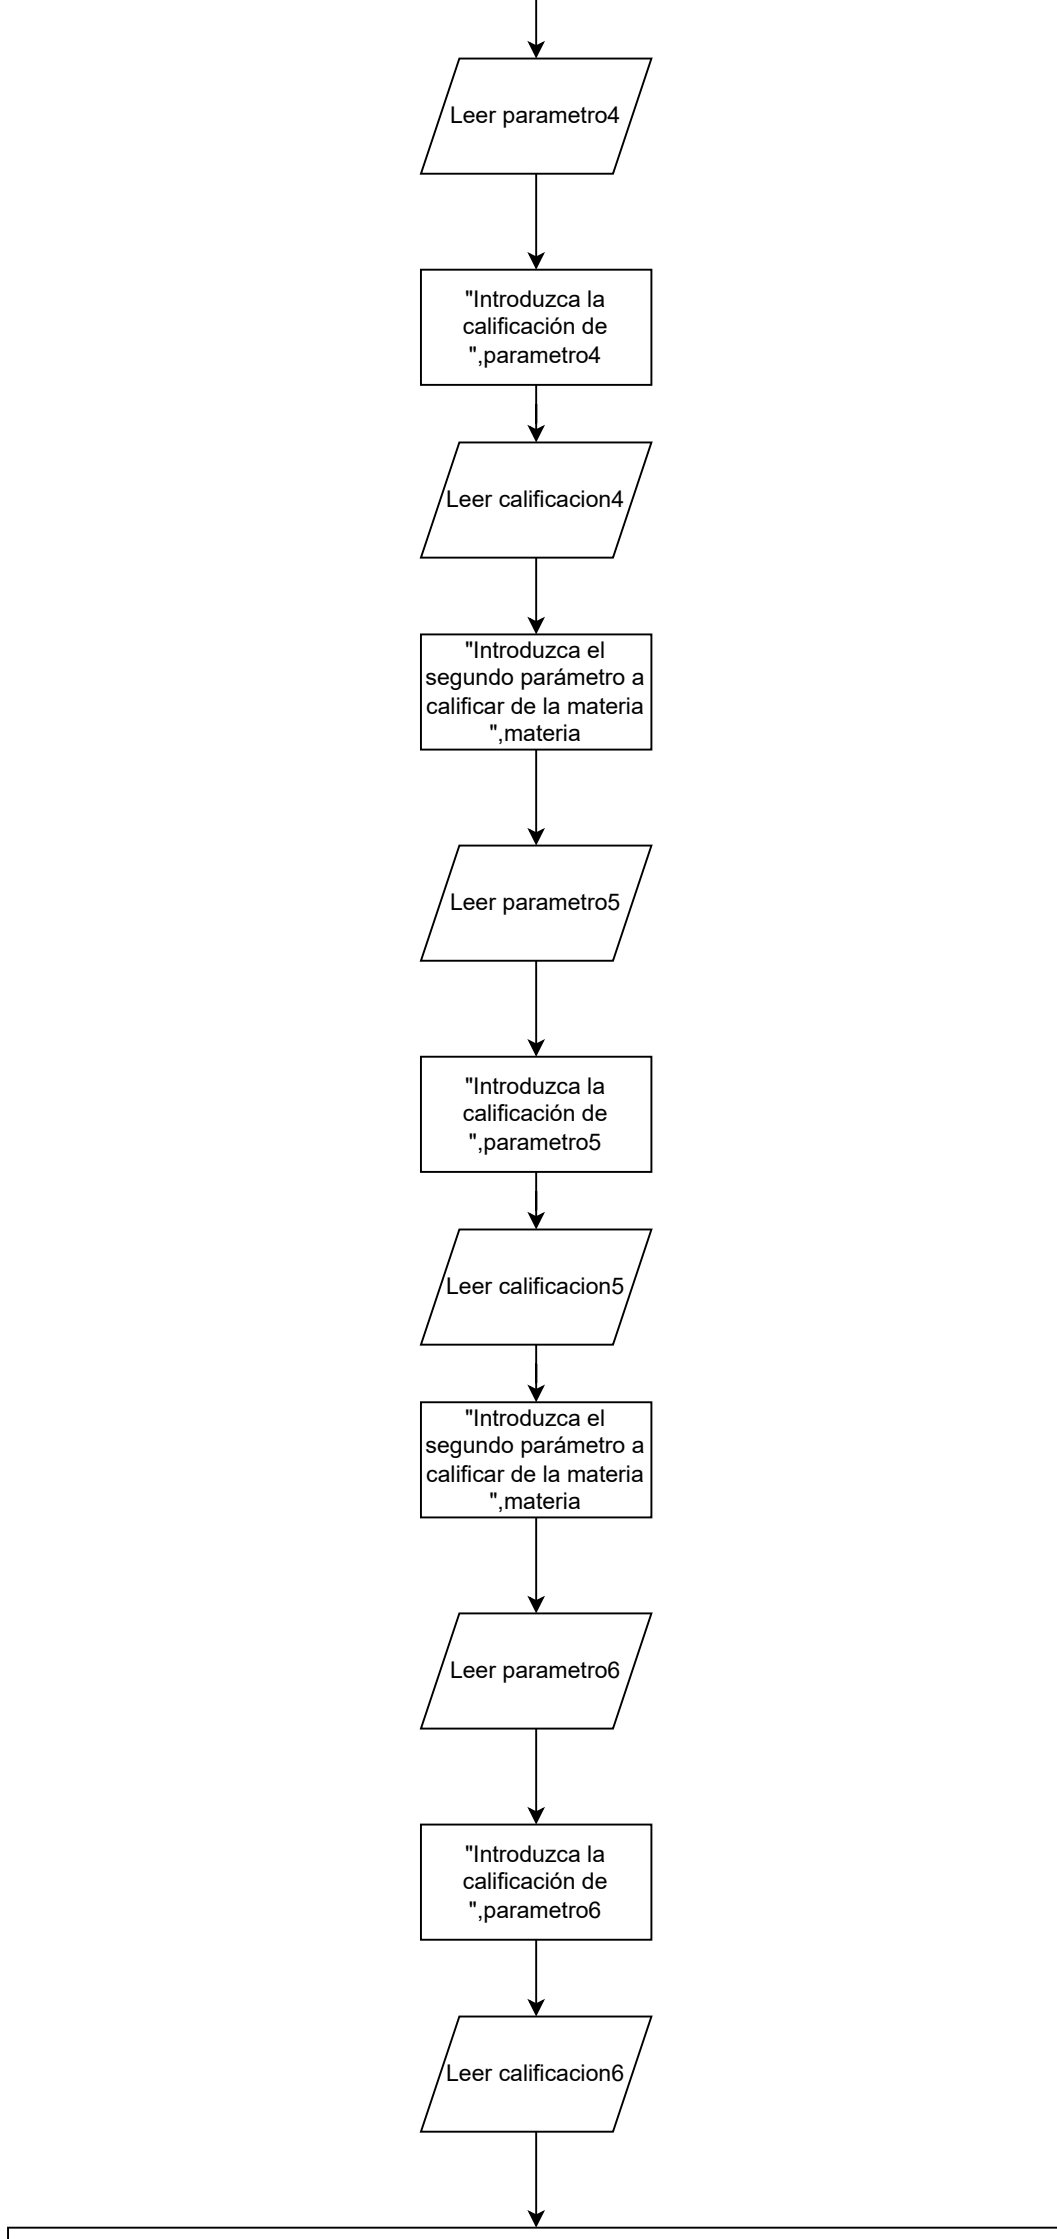 Leer parametro4
"Introduzca la
calificación de
",parametro4
Leer calificacion4
"Introduzca el
segundo parámetro a
calificar de la materia
",materia
Leer parametro5
"Introduzca la
calificación de
",parametro5
Leer calificacion5
"Introduzca el
segundo parámetro a
calificar de la materia
",materia
Leer parametro6
"Introduzca la
calificación de
",parametro6
Leer calificacion6